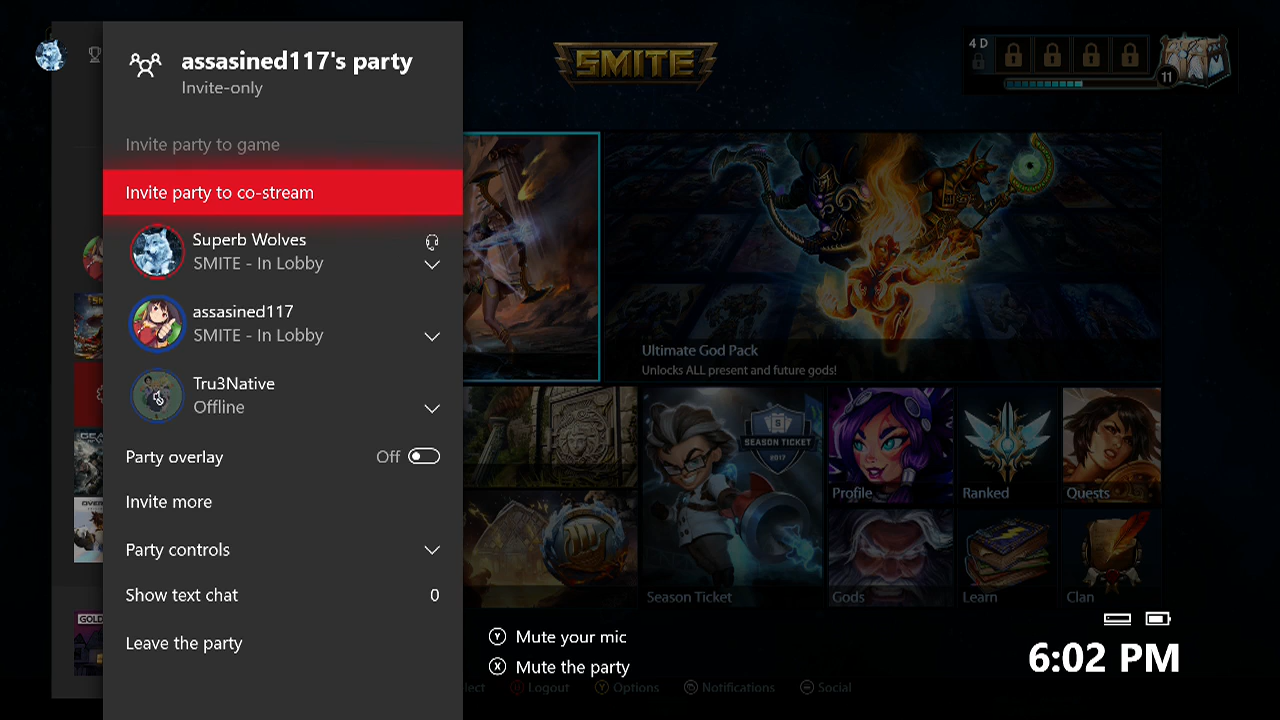 assasined117's party
Invite-only
Invite party to game
Invite party to co-stream
Superb Wolves
SMITE - In Lobby
assasined117
SMITE - In Lobby
Tru3Native
Offline
Party overlay Off
Invite more
Party controls
Show text chat 0
Leave the party
SMITE
4 D
11
Ultimate God Pack
Unlocks ALL present and future gods!
S
SEASON TICKET
2017
Season Ticket
Profile
Ranked
Quests
Gods
Learn
Clan
Y Mute your mic
X Mute the party
6:02 PM
Logout
Y Options
Notifications
Social
GOLD